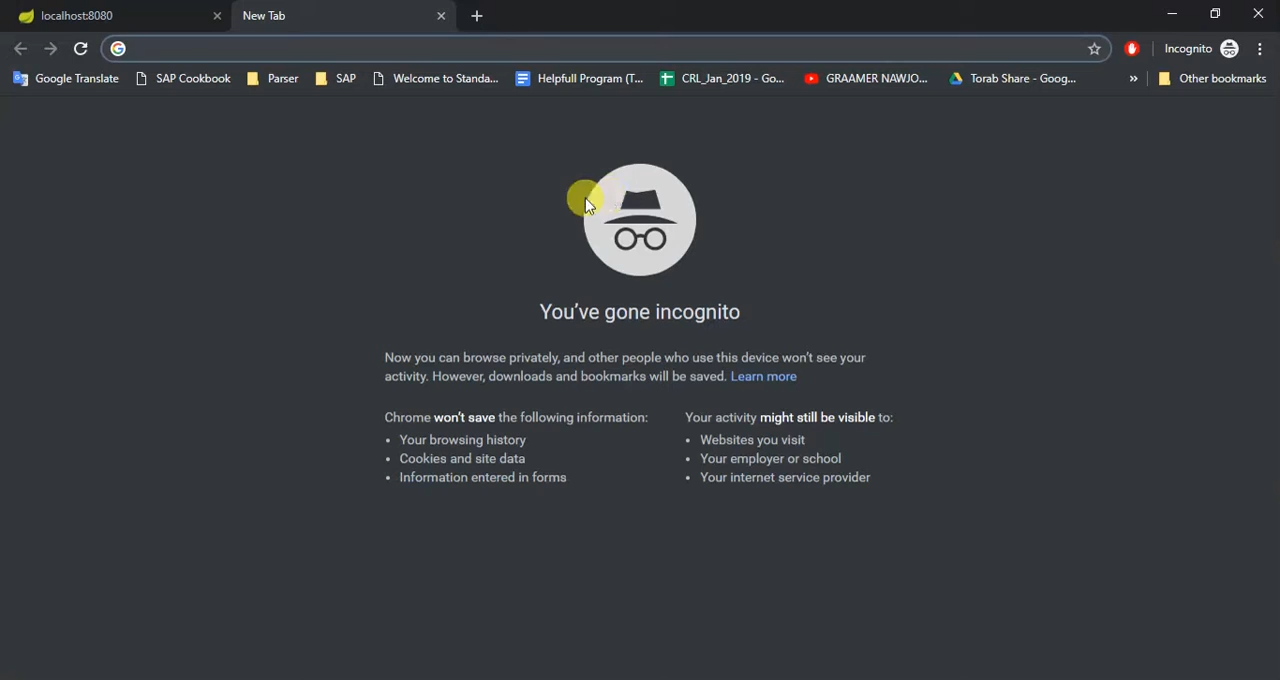 localhost:8080
New Tab
Incognito
Google Translate
SAP Cookbook
Parser
SAP
Welcome to Standa...
Helpfull Program (T...
CRL_Jan_2019 - Go...
GRAAMER NAWJO...
Torab Share - Goog...
»
Other bookmarks
You've gone incognito
Now you can browse privately, and other people who use this device won't see your
activity. However, downloads and bookmarks will be saved. Learn more
Chrome won't save the following information:
• Your browsing history
• Cookies and site data
• Information entered in forms
Your activity might still be visible to:
• Websites you visit
• Your employer or school
• Your internet service provider